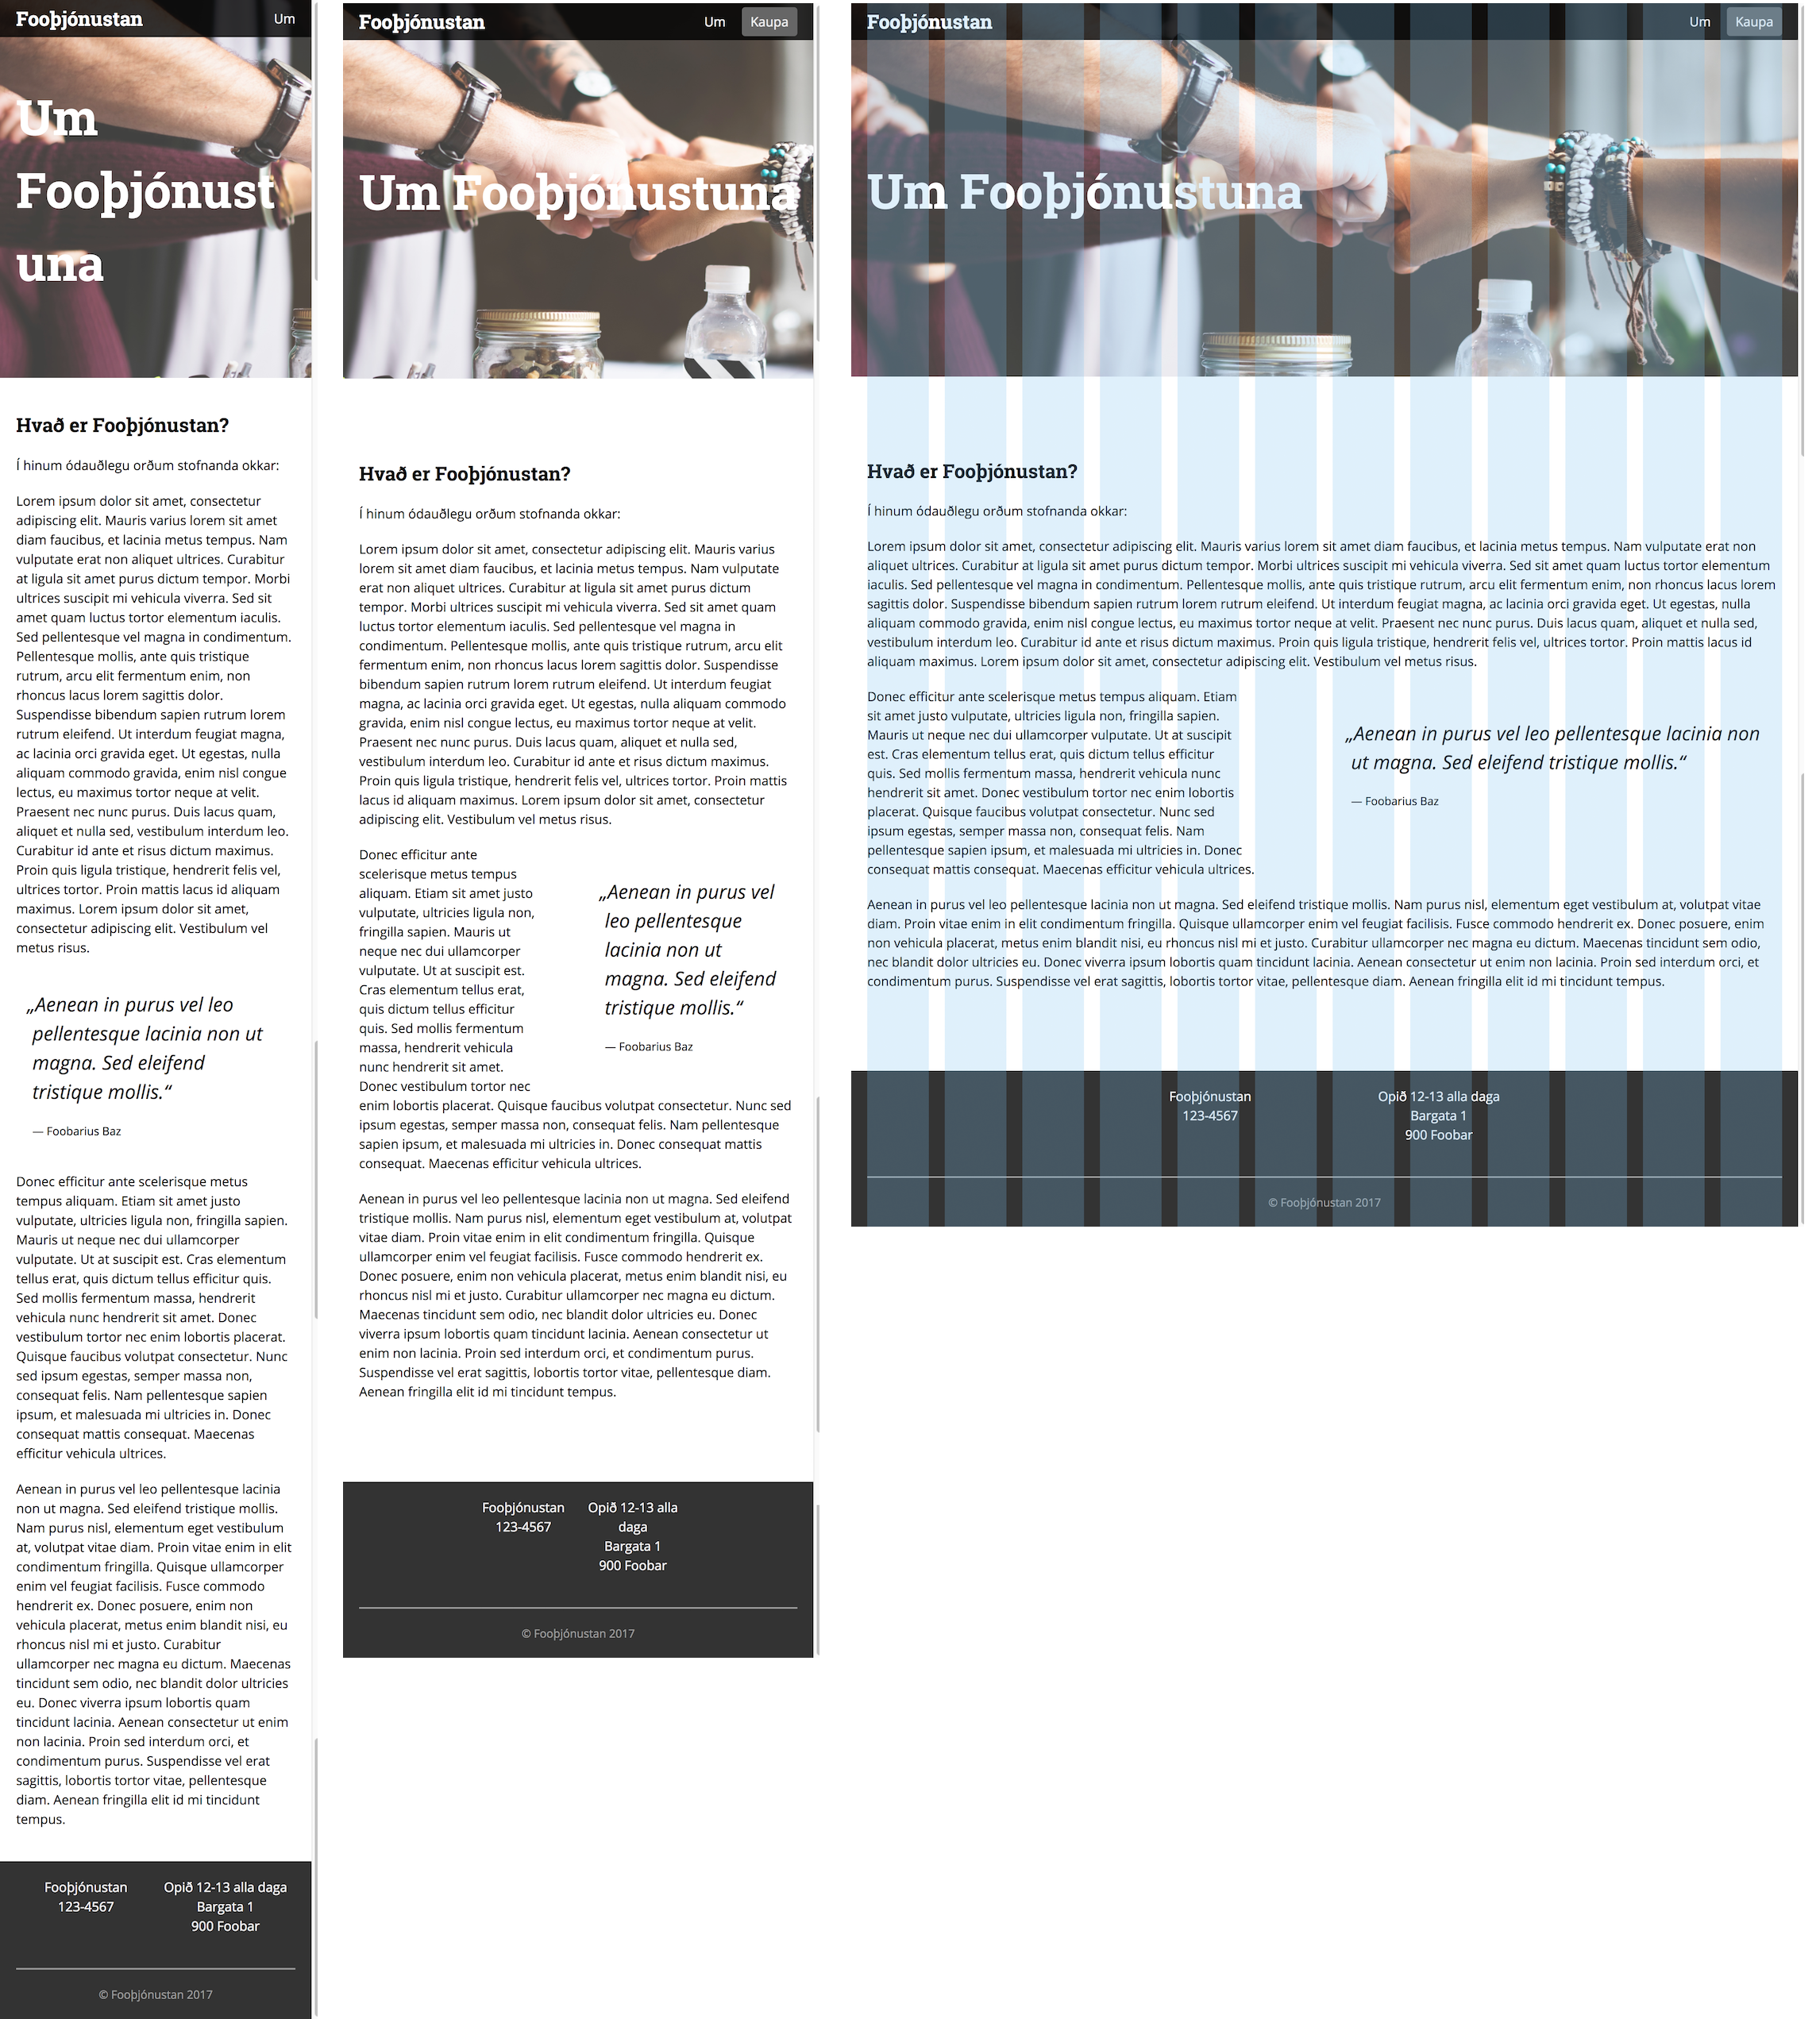 Fooþjónustan
Um
Um
Fooþjónust
una
Hvað er Fooþjónustan?
Í hinum ódauðlegu orðum stofnanda okkar:
Lorem ipsum dolor sit amet, consectetur
adipiscing elit. Mauris varius lorem sit amet
diam faucibus, et lacinia metus tempus. Nam
vulputate erat non aliquet ultrices. Curabitur
at ligula sit amet purus dictum tempor. Morbi
ultrices suscipit mi vehicula viverra. Sed sit
amet quam luctus tortor elementum iaculis.
Sed pellentesque vel magna in condimentum.
Pellentesque mollis, ante quis tristique
rutrum, arcu elit fermentum enim, non
rhoncus lacus lorem sagittis dolor.
Suspendisse bibendum sapien rutrum lorem
rutrum eleifend. Ut interdum feugiat magna,
ac lacinia orci gravida eget. Ut egestas, nulla
aliquam commodo gravida, enim nisl congue
lectus, eu maximus tortor neque at velit.
Praesent nec nunc purus. Duis lacus quam,
aliquet et nulla sed, vestibulum interdum leo.
Curabitur id ante et risus dictum maximus.
Proin quis ligula tristique, hendrerit felis vel,
ultrices tortor. Proin mattis lacus id aliquam
maximus. Lorem ipsum dolor sit amet,
consectetur adipiscing elit. Vestibulum vel
metus risus.
„Aenean in purus vel leo
pellentesque lacinia non ut
magna. Sed eleifend
tristique mollis.“
— Foobarius Baz
Donec efficitur ante scelerisque metus
tempus aliquam. Etiam sit amet justo
vulputate, ultricies ligula non, fringilla sapien.
Mauris ut neque nec dui ullamcorper
vulputate. Ut at suscipit est. Cras elementum
tellus erat, quis dictum tellus efficitur quis.
Sed mollis fermentum massa, hendrerit
vehicula nunc hendrerit sit amet. Donec
vestibulum tortor nec enim lobortis placerat.
Quisque faucibus volutpat consectetur. Nunc
sed ipsum egestas, semper massa non,
consequat felis. Nam pellentesque sapien
ipsum, et malesuada mi ultricies in. Donec
consequat mattis consequat. Maecenas
efficitur vehicula ultrices.
Aenean in purus vel leo pellentesque lacinia
non ut magna. Sed eleifend tristique mollis.
Nam purus nisl, elementum eget vestibulum
at, volutpat vitae diam. Proin vitae enim in elit
condimentum fringilla. Quisque ullamcorper
enim vel feugiat facilisis. Fusce commodo
hendrerit ex. Donec posuere, enim non
vehicula placerat, metus enim blandit nisi, eu
rhoncus nisl mi et justo. Curabitur
ullamcorper nec magna eu dictum. Maecenas
tincidunt sem odio, nec blandit dolor ultricies
eu. Donec viverra ipsum lobortis quam
tincidunt lacinia. Aenean consectetur ut enim
non lacinia. Proin sed interdum orci, et
condimentum purus. Suspendisse vel erat
sagittis, lobortis tortor vitae, pellentesque
diam. Aenean fringilla elit id mi tincidunt
tempus.
Fooþjónustan
123-4567
Opið 12-13 alla daga
Bargata 1
900 Foobar
© Fooþjónustan 2017
Fooþjónustan
Um
Kaupa
Um Fooþjónustuna
Hvað er Fooþjónustan?
Í hinum ódauðlegu orðum stofnanda okkar:
Lorem ipsum dolor sit amet, consectetur adipiscing elit. Mauris varius
lorem sit amet diam faucibus, et lacinia metus tempus. Nam vulputate
erat non aliquet ultrices. Curabitur at ligula sit amet purus dictum
tempor. Morbi ultrices suscipit mi vehicula viverra. Sed sit amet quam
luctus tortor elementum iaculis. Sed pellentesque vel magna in
condimentum. Pellentesque mollis, ante quis tristique rutrum, arcu elit
fermentum enim, non rhoncus lacus lorem sagittis dolor. Suspendisse
bibendum sapien rutrum lorem rutrum eleifend. Ut interdum feugiat
magna, ac lacinia orci gravida eget. Ut egestas, nulla aliquam commodo
gravida, enim nisl congue lectus, eu maximus tortor neque at velit.
Praesent nec nunc purus. Duis lacus quam, aliquet et nulla sed,
vestibulum interdum leo. Curabitur id ante et risus dictum maximus.
Proin quis ligula tristique, hendrerit felis vel, ultrices tortor. Proin mattis
lacus id aliquam maximus. Lorem ipsum dolor sit amet, consectetur
adipiscing elit. Vestibulum vel metus risus.
Donec efficitur ante
scelerisque metus tempus
aliquam. Etiam sit amet justo
vulputate, ultricies ligula non,
fringilla sapien. Mauris ut
neque nec dui ullamcorper
vulputate. Ut at suscipit est.
Cras elementum tellus erat,
quis dictum tellus efficitur
quis. Sed mollis fermentum
massa, hendrerit vehicula
nunc hendrerit sit amet.
Donec vestibulum tortor nec
enim lobortis placerat. Quisque faucibus volutpat consectetur. Nunc sed
ipsum egestas, semper massa non, consequat felis. Nam pellentesque
sapien ipsum, et malesuada mi ultricies in. Donec consequat mattis
consequat. Maecenas efficitur vehicula ultrices.
„Aenean in purus vel
leo pellentesque
lacinia non ut
magna. Sed eleifend
tristique mollis.“
— Foobarius Baz
Aenean in purus vel leo pellentesque lacinia non ut magna. Sed eleifend
tristique mollis. Nam purus nisl, elementum eget vestibulum at, volutpat
vitae diam. Proin vitae enim in elit condimentum fringilla. Quisque
ullamcorper enim vel feugiat facilisis. Fusce commodo hendrerit ex.
Donec posuere, enim non vehicula placerat, metus enim blandit nisi, eu
rhoncus nisl mi et justo. Curabitur ullamcorper nec magna eu dictum.
Maecenas tincidunt sem odio, nec blandit dolor ultricies eu. Donec
viverra ipsum lobortis quam tincidunt lacinia. Aenean consectetur ut
enim non lacinia. Proin sed interdum orci, et condimentum purus.
Suspendisse vel erat sagittis, lobortis tortor vitae, pellentesque diam.
Aenean fringilla elit id mi tincidunt tempus.
Fooþjónustan
123-4567
Opið 12-13 alla
daga
Bargata 1
900 Foobar
© Fooþjónustan 2017
Fooþjónustan
Um
Kaupa
Um Fooþjónustuna
Hvað er Fooþjónustan?
Í hinum ódauðlegu orðum stofnanda okkar:
Lorem ipsum dolor sit amet, consectetur adipiscing elit. Mauris varius lorem sit amet diam faucibus, et lacinia metus tempus. Nam vulputate erat non
aliquet ultrices. Curabitur at ligula sit amet purus dictum tempor. Morbi ultrices suscipit mi vehicula viverra. Sed sit amet quam luctus tortor elementum
iaculis. Sed pellentesque vel magna in condimentum. Pellentesque mollis, ante quis tristique rutrum, arcu elit fermentum enim, non rhoncus lacus lorem
sagittis dolor. Suspendisse bibendum sapien rutrum lorem rutrum eleifend. Ut interdum feugiat magna, ac lacinia orci gravida eget. Ut egestas, nulla
aliquam commodo gravida, enim nisl congue lectus, eu maximus tortor neque at velit. Praesent nec nunc purus. Duis lacus quam, aliquet et nulla sed,
vestibulum interdum leo. Curabitur id ante et risus dictum maximus. Proin quis ligula tristique, hendrerit felis vel, ultrices tortor. Proin mattis lacus id
aliquam maximus. Lorem ipsum dolor sit amet, consectetur adipiscing elit. Vestibulum vel metus risus.
Donec efficitur ante scelerisque metus tempus aliquam. Etiam
sit amet justo vulputate, ultricies ligula non, fringilla sapien.
Mauris ut neque nec dui ullamcorper vulputate. Ut at suscipit
est. Cras elementum tellus erat, quis dictum tellus efficitur
quis. Sed mollis fermentum massa, hendrerit vehicula nunc
hendrerit sit amet. Donec vestibulum tortor nec enim lobortis
placerat. Quisque faucibus volutpat consectetur. Nunc sed
ipsum egestas, semper massa non, consequat felis. Nam
pellentesque sapien ipsum, et malesuada mi ultricies in. Donec
consequat mattis consequat. Maecenas efficitur vehicula ultrices.
„Aenean in purus vel leo pellentesque lacinia non
ut magna. Sed eleifend tristique mollis.“
— Foobarius Baz
Aenean in purus vel leo pellentesque lacinia non ut magna. Sed eleifend tristique mollis. Nam purus nisl, elementum eget vestibulum at, volutpat vitae
diam. Proin vitae enim in elit condimentum fringilla. Quisque ullamcorper enim vel feugiat facilisis. Fusce commodo hendrerit ex. Donec posuere, enim
non vehicula placerat, metus enim blandit nisi, eu rhoncus nisl mi et justo. Curabitur ullamcorper nec magna eu dictum. Maecenas tincidunt sem odio,
nec blandit dolor ultricies eu. Donec viverra ipsum lobortis quam tincidunt lacinia. Aenean consectetur ut enim non lacinia. Proin sed interdum orci, et
condimentum purus. Suspendisse vel erat sagittis, lobortis tortor vitae, pellentesque diam. Aenean fringilla elit id mi tincidunt tempus.
Fooþjónustan
123-4567
Opið 12-13 alla daga
Bargata 1
900 Foobar
© Fooþjónustan 2017